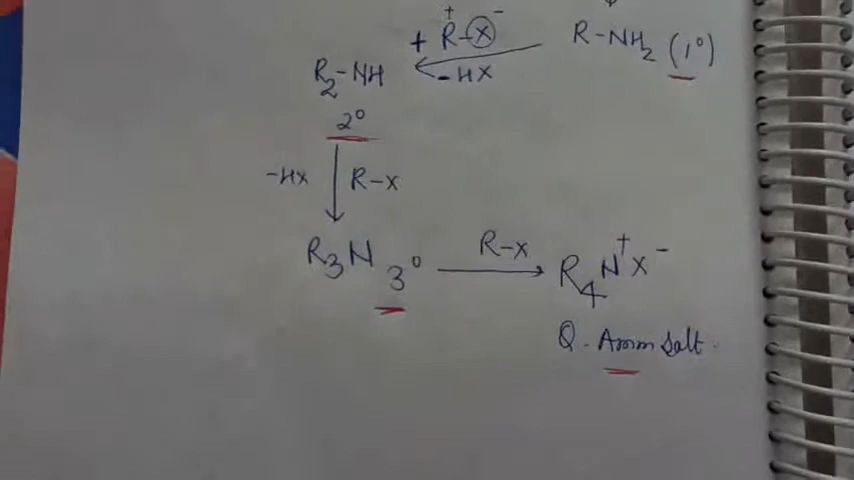 + R⁺-X⁻ R-NH₂ (1°)
R₂-NH ← -HX
2°
-HX ↓ R-X
R₃N 3° R-X → R₄N⁺X⁻
Q. Amm Salt.